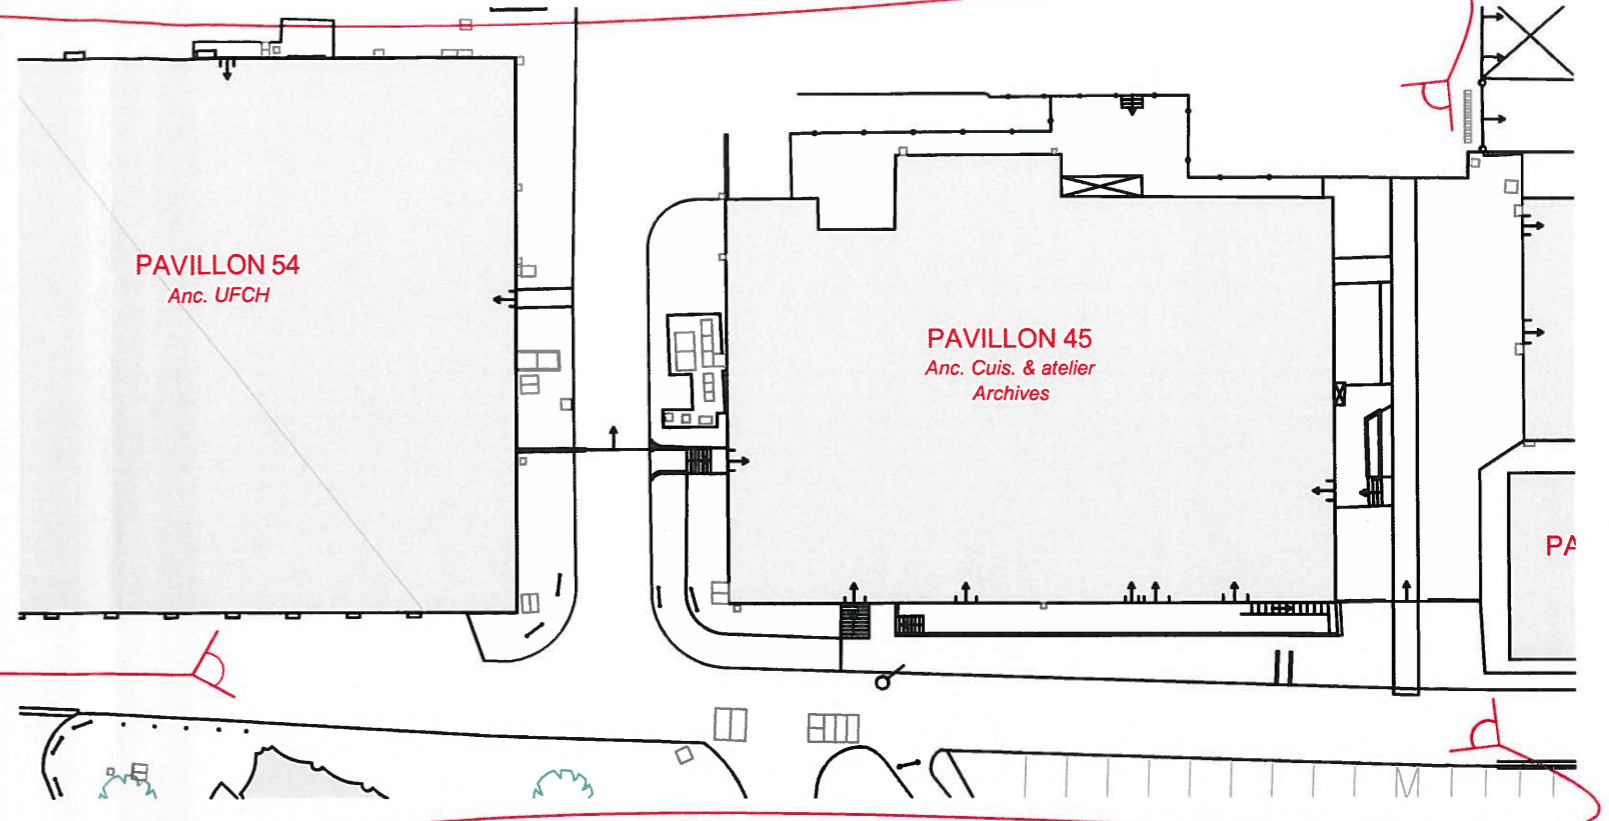 PAVILLON 54
Anc. UFCH
PAVILLON 45
Anc. Cuis. & atelier
Archives
PA